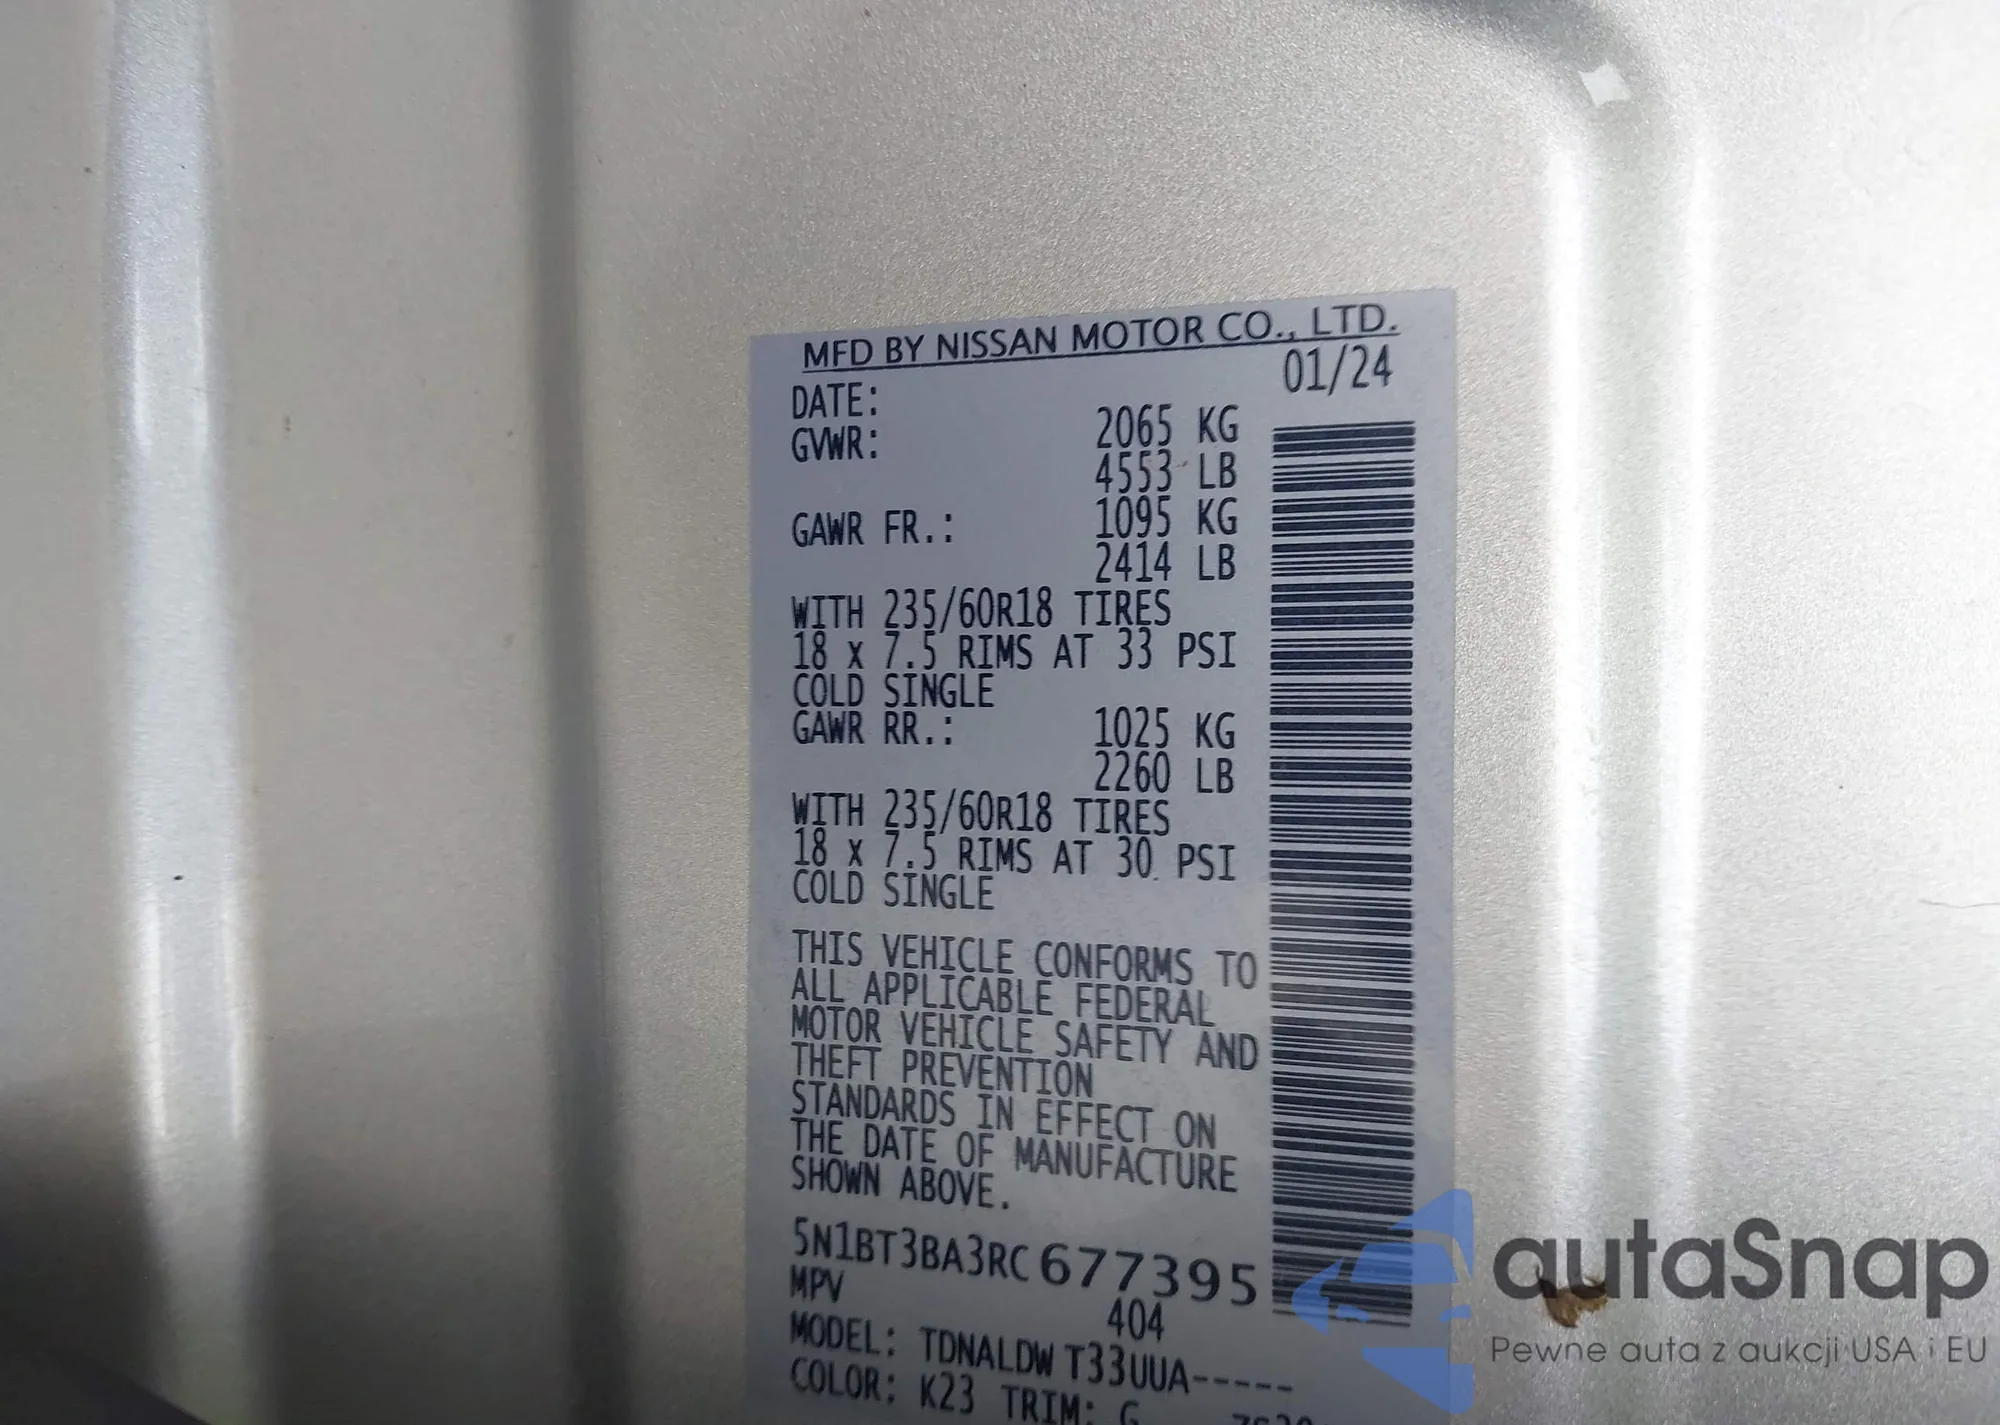 MFD BY NISSAN MOTOR CO., LTD.
DATE: 01/24
GVWR: 2065 KG
4553 LB
GAWR FR.: 1095 KG
2414 LB
WITH 235/60R18 TIRES
18 x 7.5 RIMS AT 33 PSI
COLD SINGLE
GAWR RR.: 1025 KG
2260 LB
WITH 235/60R18 TIRES
18 x 7.5 RIMS AT 30 PSI
COLD SINGLE
THIS VEHICLE CONFORMS TO
ALL APPLICABLE FEDERAL
MOTOR VEHICLE SAFETY AND
THEFT PREVENTION
STANDARDS IN EFFECT ON
THE DATE OF MANUFACTURE
SHOWN ABOVE.
5N1BT3BA3RC677395
MPV 404
MODEL: TDNALDW T33UUA-----
COLOR: K23 TRIM: G
autaSnap
Pewne auta z aukcji USA i EU